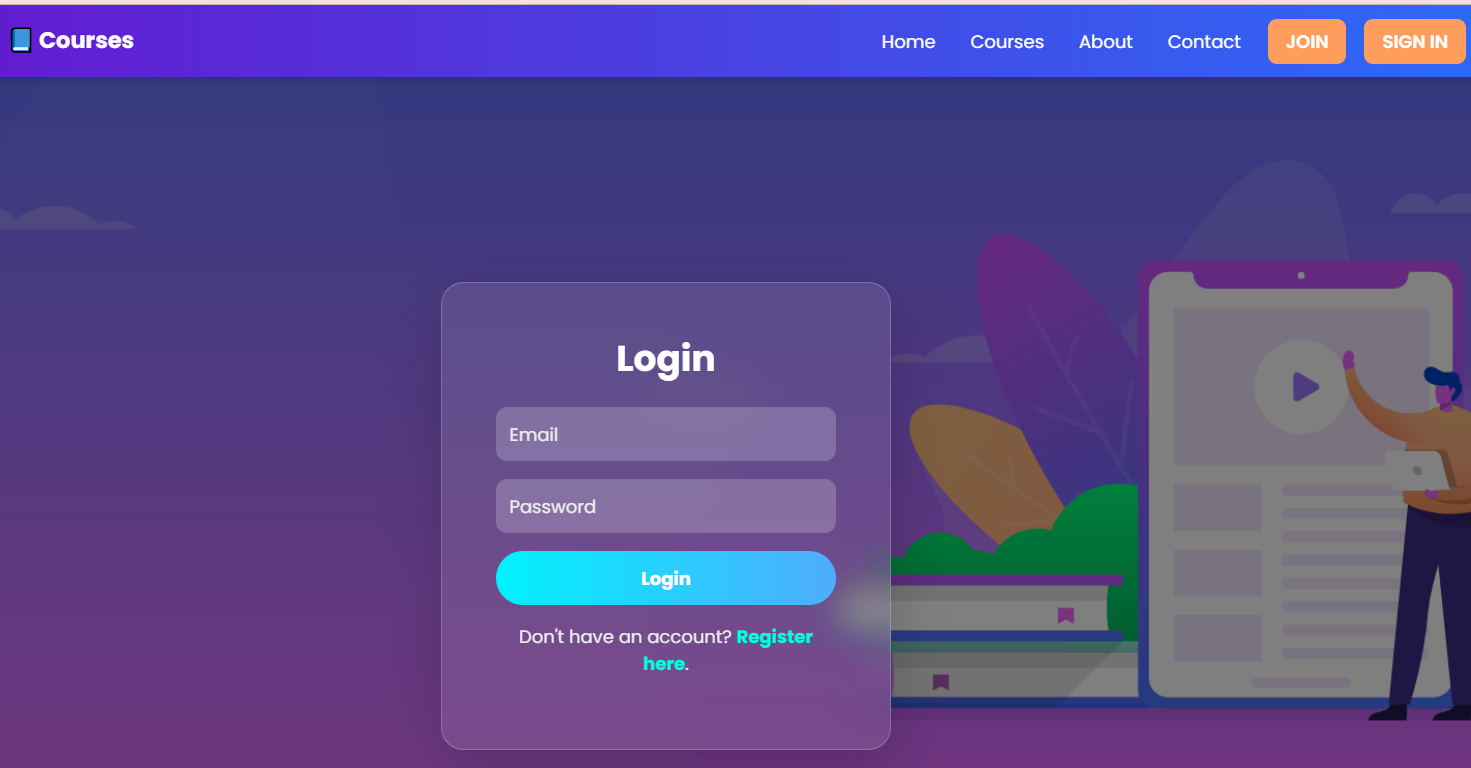 Courses
Home
Courses
About
Contact
JOIN
SIGN IN
Login
Email
Password
Login
Don't have an account? Register
here.